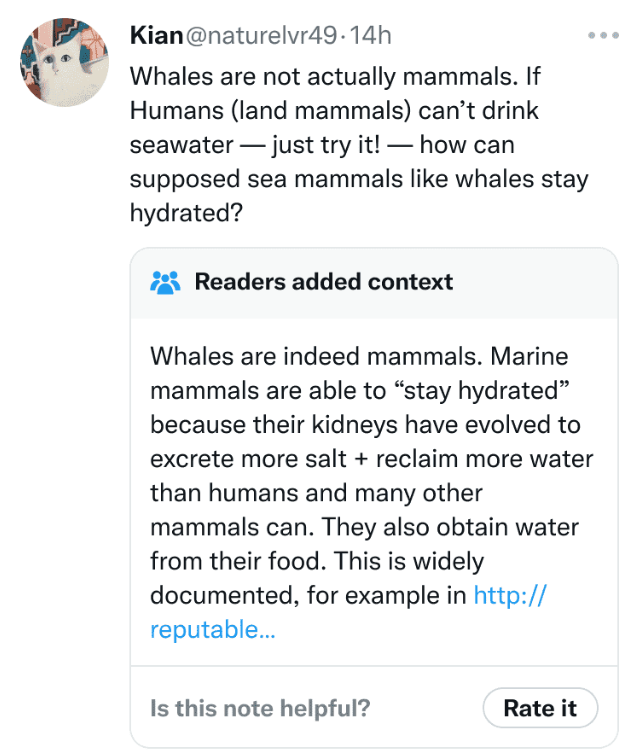 Kian@naturelvr49·14h
Whales are not actually mammals. If
Humans (land mammals) can’t drink
seawater — just try it! — how can
supposed sea mammals like whales stay
hydrated?
Readers added context
Whales are indeed mammals. Marine
mammals are able to “stay hydrated”
because their kidneys have evolved to
excrete more salt + reclaim more water
than humans and many other
mammals can. They also obtain water
from their food. This is widely
documented, for example in http://
reputable...
Is this note helpful?
Rate it